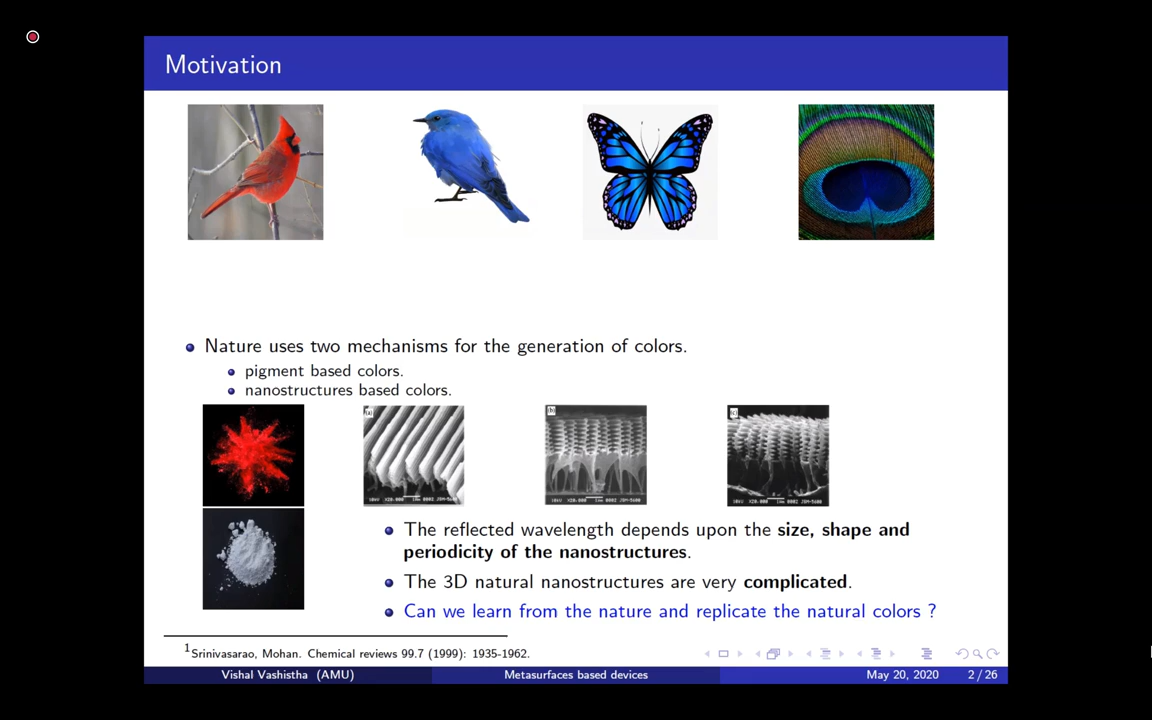 Motivation
Nature uses two mechanisms for the generation of colors.
pigment based colors.
nanostructures based colors.
(a)
(b)
(c)
The reflected wavelength depends upon the size, shape and
periodicity of the nanostructures.
The 3D natural nanostructures are very complicated.
Can we learn from the nature and replicate the natural colors ?
1Srinivasarao, Mohan. Chemical reviews 99.7 (1999): 1935-1962.
Vishal Vashistha (AMU) Metasurfaces based devices May 20, 2020 2 / 26